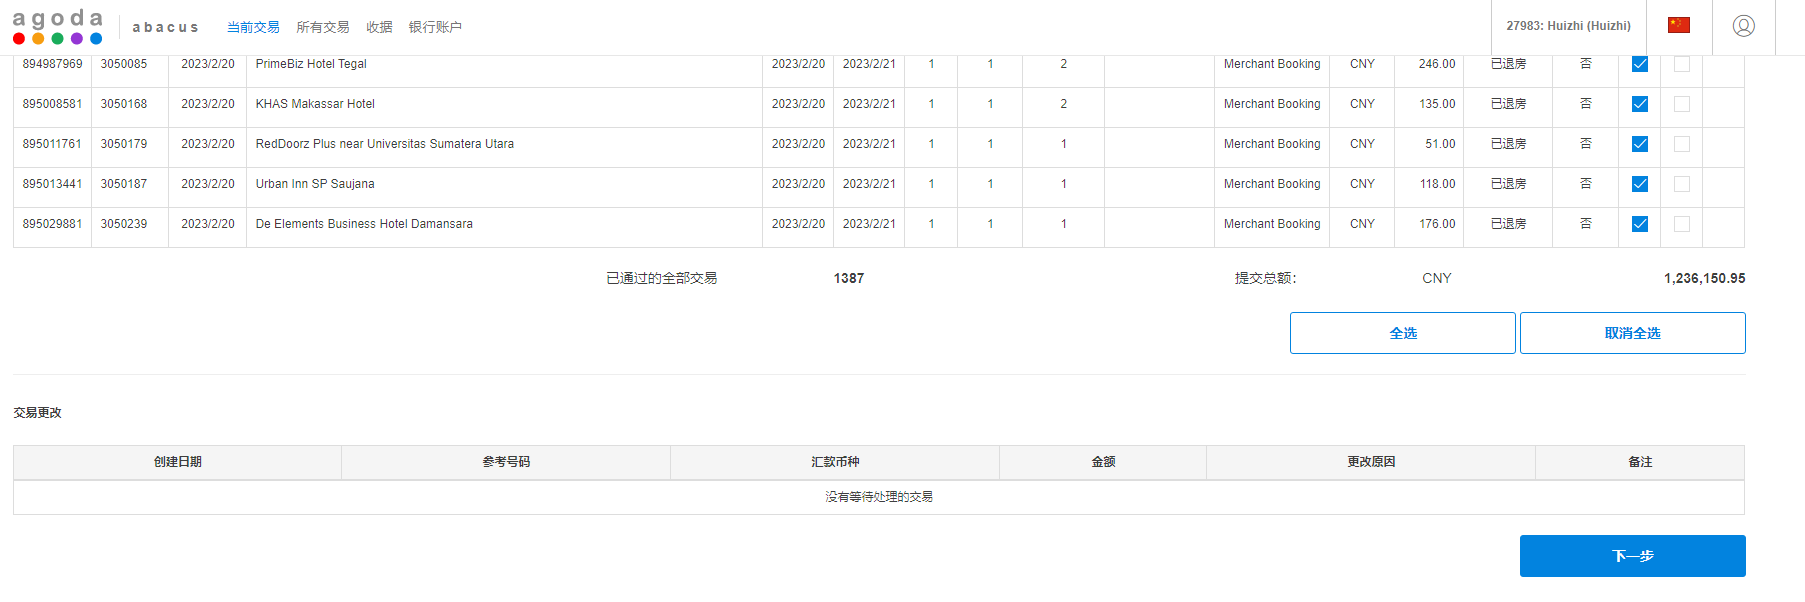 agoda abacus 当前交易 所有交易 收据 银行账户 27983: Huizhi (Huizhi)
894987969 3050085 2023/2/20 PrimeBiz Hotel Tegal 2023/2/20 2023/2/21 1 1 2 Merchant Booking CNY 246.00 已退房 否
895008581 3050168 2023/2/20 KHAS Makassar Hotel 2023/2/20 2023/2/21 1 1 2 Merchant Booking CNY 135.00 已退房 否
895011761 3050179 2023/2/20 RedDoorz Plus near Universitas Sumatera Utara 2023/2/20 2023/2/21 1 1 1 Merchant Booking CNY 51.00 已退房 否
895013441 3050187 2023/2/20 Urban Inn SP Saujana 2023/2/20 2023/2/21 1 1 1 Merchant Booking CNY 118.00 已退房 否
895029881 3050239 2023/2/20 De Elements Business Hotel Damansara 2023/2/20 2023/2/21 1 1 1 Merchant Booking CNY 176.00 已退房 否
已通过的全部交易 1387 提交总额: CNY 1,236,150.95
全选 取消全选
交易更改
创建日期 参考号码 汇款币种 金额 更改原因 备注
没有等待处理的交易
下一步